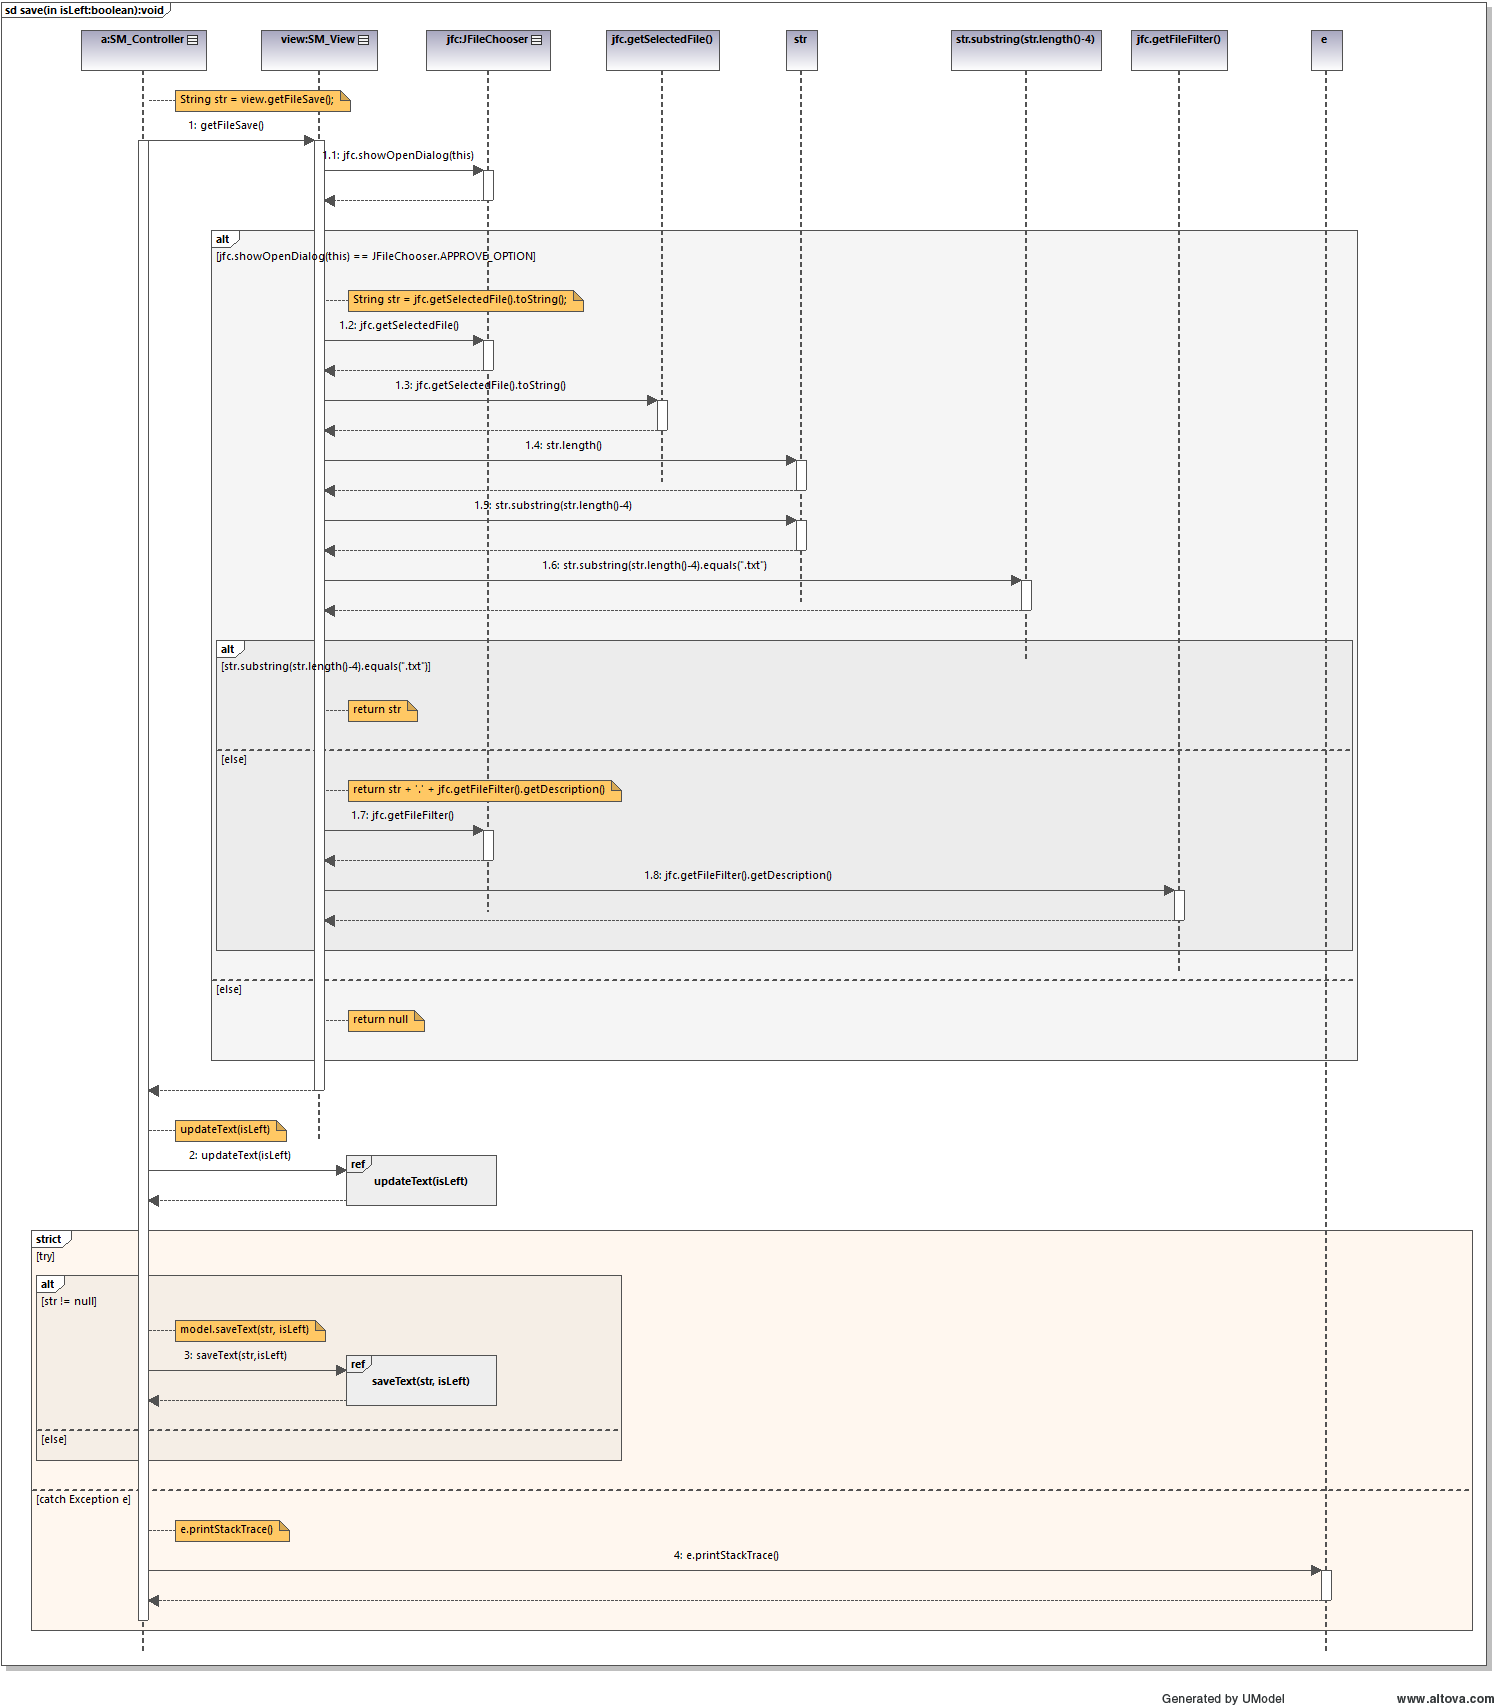 sd save(in isLeft:boolean):void
a:SM_Controller
view:SM_View
jfc:JFileChooser
jfc.getSelectedFile()
str
str.substring(str.length()-4)
jfc.getFileFilter()
e
String str = view.getFileSave();
1: getFileSave()
1.1: jfc.showOpenDialog(this)
alt
[jfc.showOpenDialog(this) == JFileChooser.APPROVE_OPTION]
String str = jfc.getSelectedFile().toString();
1.2: jfc.getSelectedFile()
1.3: jfc.getSelectedFile().toString()
1.4: str.length()
1.5: str.substring(str.length()-4)
1.6: str.substring(str.length()-4).equals(".txt")
alt
[str.substring(str.length()-4).equals(".txt")]
return str
[else]
return str + '.' + jfc.getFileFilter().getDescription()
1.7: jfc.getFileFilter()
1.8: jfc.getFileFilter().getDescription()
[else]
return null
updateText(isLeft)
2: updateText(isLeft)
ref
updateText(isLeft)
strict
[try]
alt
[str != null]
model.saveText(str, isLeft)
3: saveText(str,isLeft)
ref
saveText(str, isLeft)
[else]
[catch Exception e]
e.printStackTrace()
4: e.printStackTrace()
Generated by UModel
www.altova.com